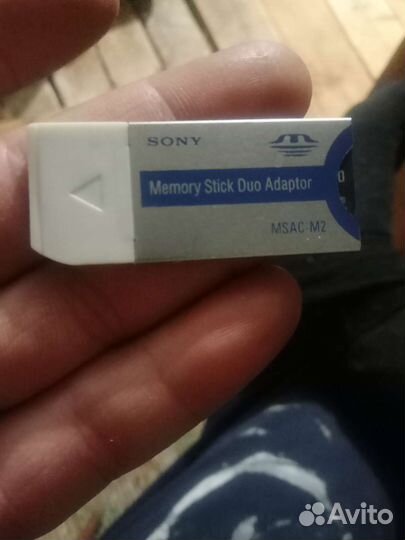 SONY
Memory Stick Duo Adaptor
MSAC-M2
Avito